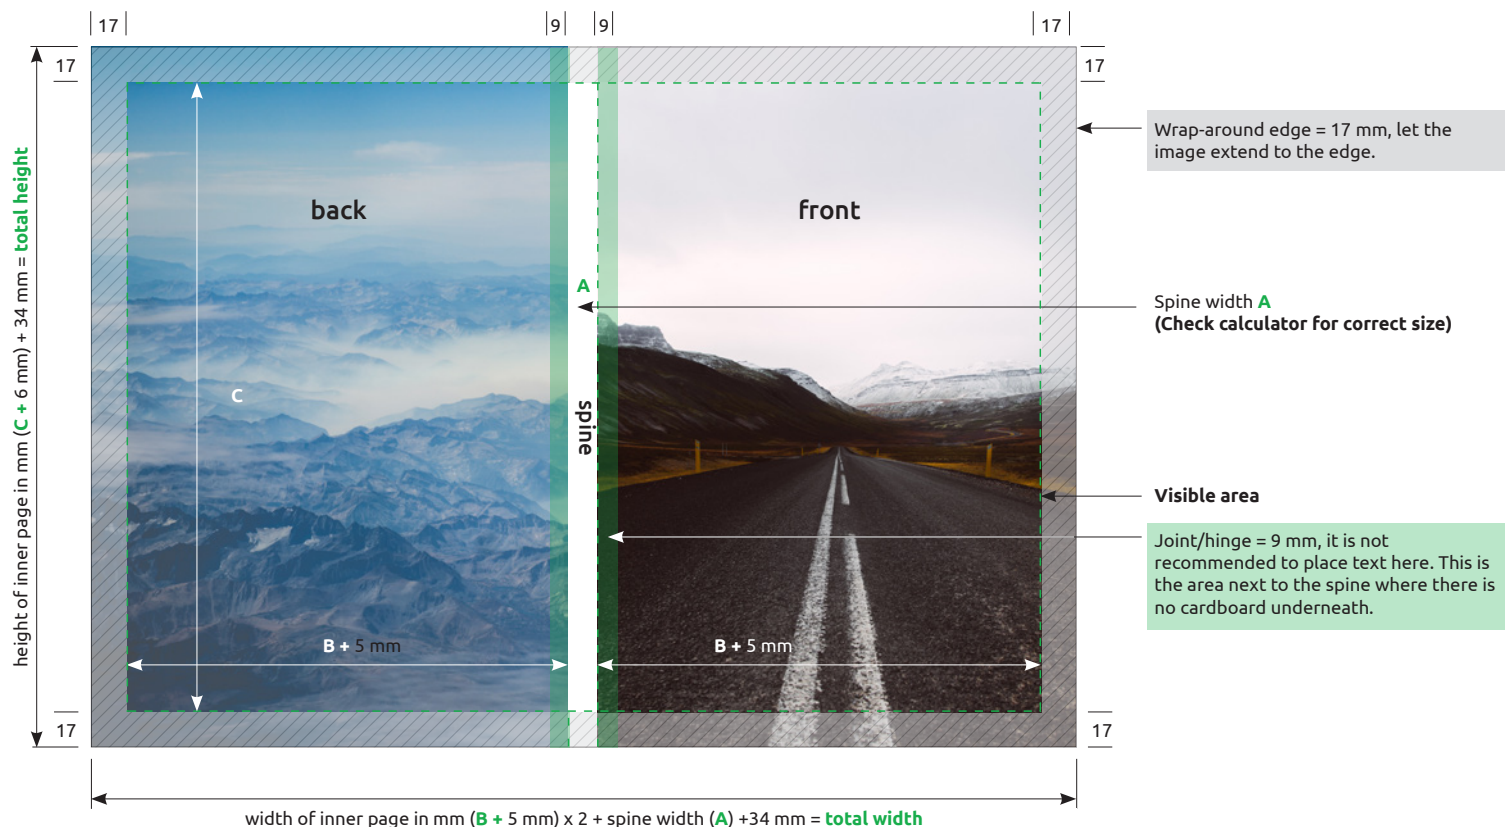 17
9
9
17
17
17
height of inner page in mm (C + 6 mm) + 34 mm = total height
Wrap-around edge = 17 mm, let the
image extend to the edge.
back
front
A
Spine width A
(Check calculator for correct size)
C
spine
Visible area
Joint/hinge = 9 mm, it is not
recommended to place text here. This is
the area next to the spine where there is
no cardboard underneath.
B + 5 mm
B + 5 mm
17
17
width of inner page in mm (B + 5 mm) x 2 + spine width (A) +34 mm = total width